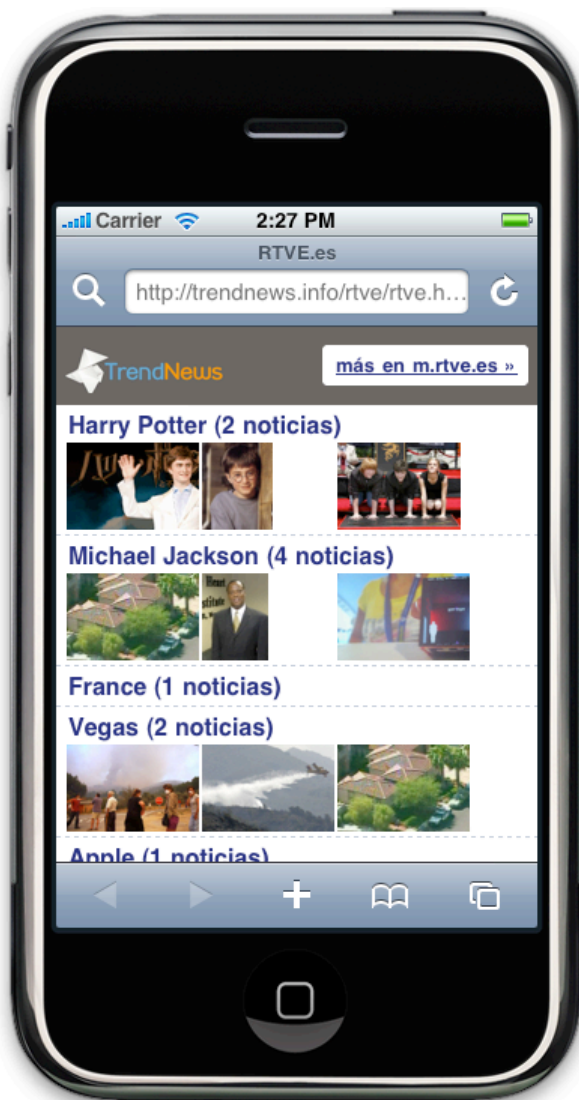 Carrier 2:27 PM
RTVE.es
http://trendnews.info/rtve/rtve.h...
TrendNews
más en m.rtve.es »
Harry Potter (2 noticias)
Michael Jackson (4 noticias)
France (1 noticias)
Vegas (2 noticias)
Apple (1 noticias)